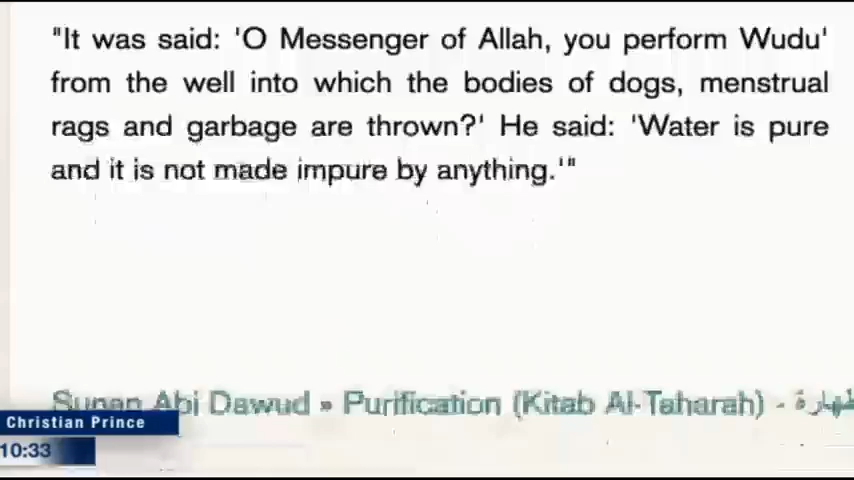 "It was said: 'O Messenger of Allah, you perform Wudu'
from the well into which the bodies of dogs, menstrual
rags and garbage are thrown?' He said: 'Water is pure
and it is not made impure by anything.'"
Sunan Abi Dawud » Purification (Kitab Al-Taharah) -
Christian Prince
10:33